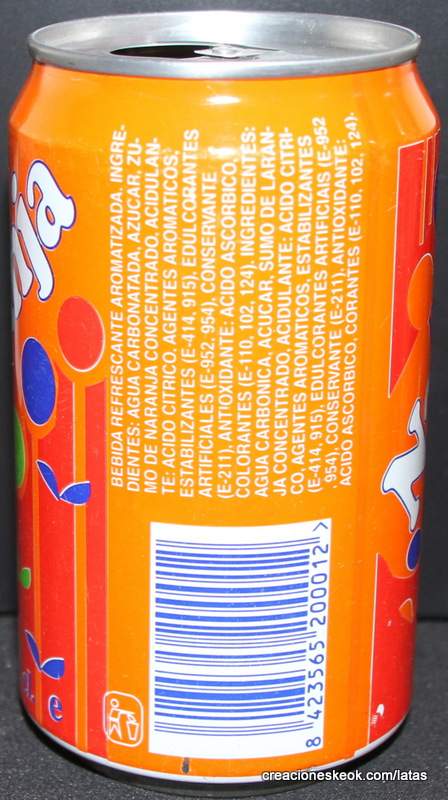 BEBIDA REFRESCANTE AROMATIZADA. INGRE-
DIENTES: AGUA CARBONATADA, AZUCAR, ZU-
MO DE NARANJA CONCENTRADO, ACIDULAN-
TE: ACIDO CITRICO, AGENTES AROMATICOS,
ESTABILIZANTES (E-414, 915), EDULCORANTES
ARTIFICIALES (E-952, 954), CONSERVANTE
(E-211), ANTIOXIDANTE: ACIDO ASCORBICO,
COLORANTES (E-110, 102, 124). INGREDIENTES:
AGUA CARBONICA, AÇUCAR, SUMO DE LARAN-
JA CONCENTRADO, ACIDULANTE: ACIDO CITRI-
CO, AGENTES AROMATICOS, ESTABILIZANTES
(E-414, 915), EDULCORANTES ARTIFICIAIS (E-952
, 954), CONSERVANTE (E-211), ANTIOXIDANTE:
ACIDO ASCORBICO, CORANTES (E-110, 102, 124).
8 423565 200012 >
nja
e
creacioneskeok.com/latas